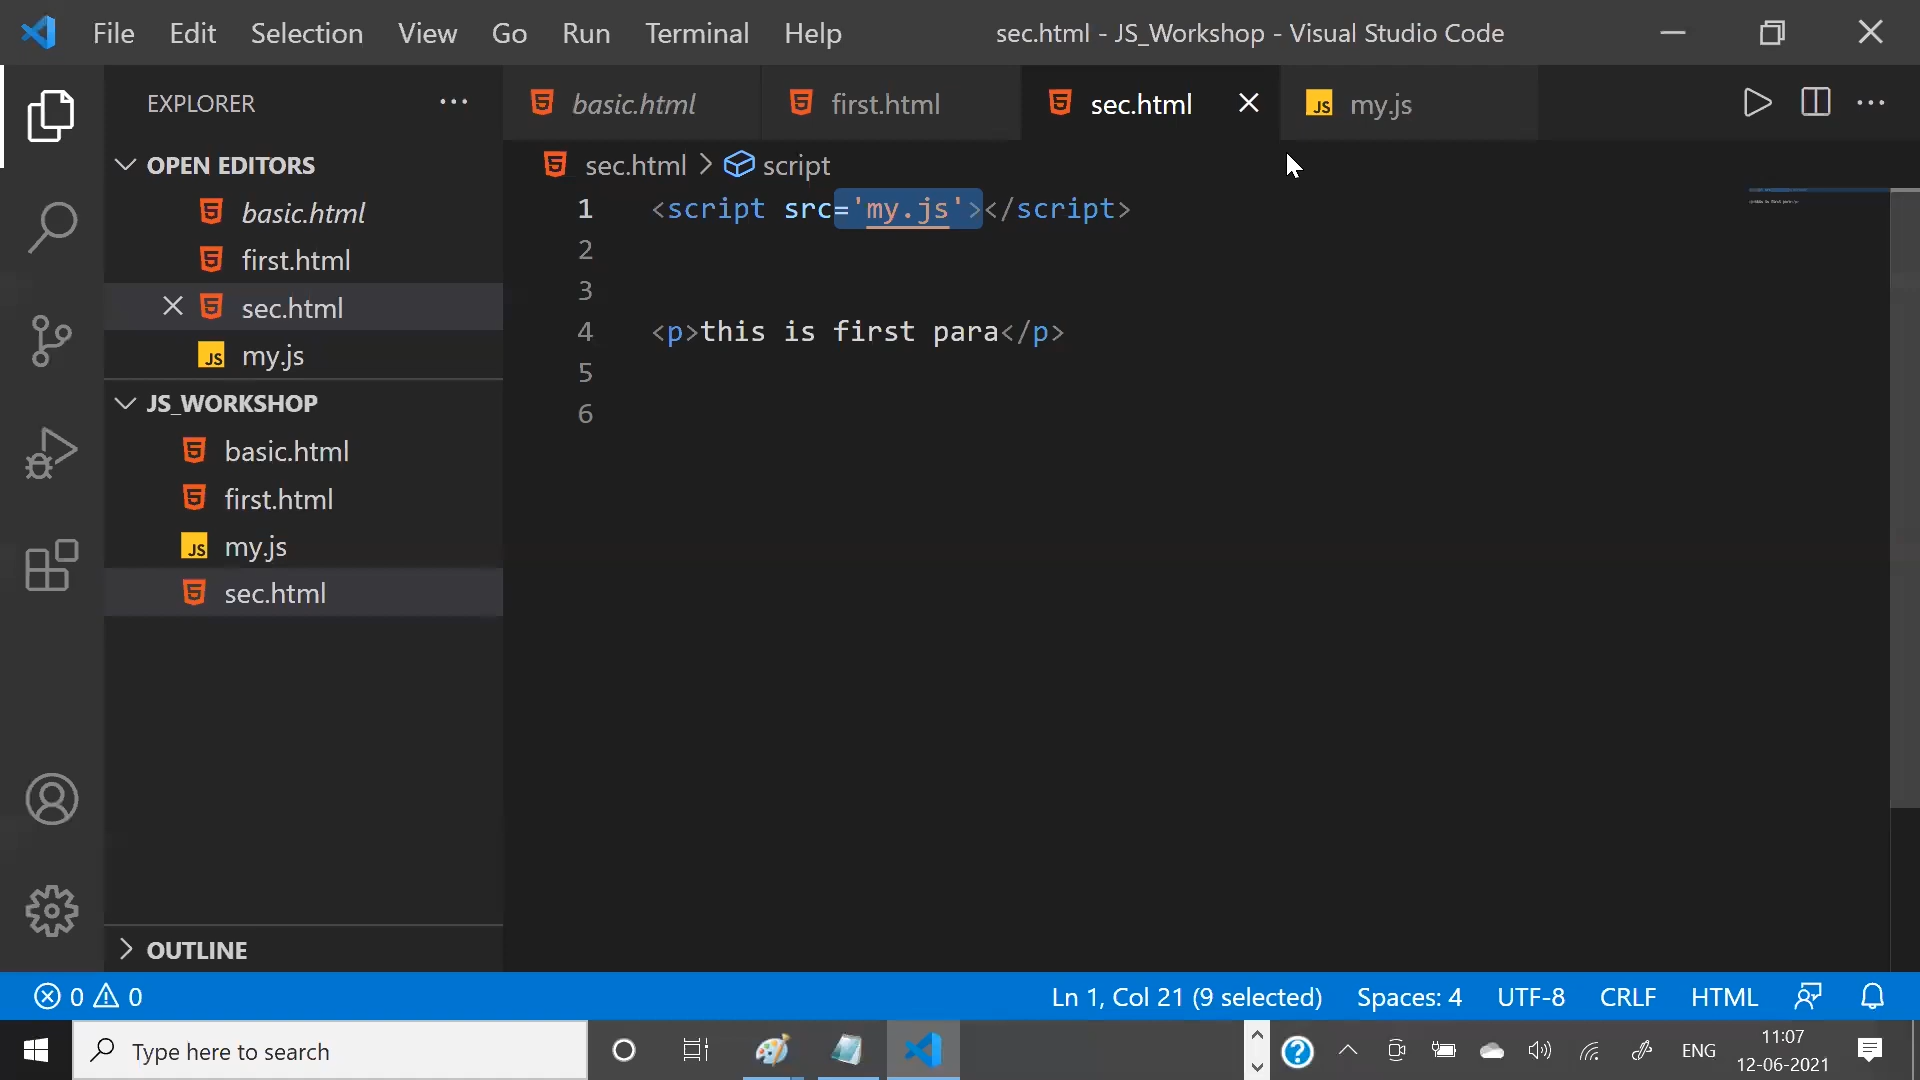 File Edit Selection View Go Run Terminal Help sec.html - JS_Workshop - Visual Studio Code
EXPLORER
basic.html first.html sec.html JS my.js
OPEN EDITORS
sec.html > script
basic.html
first.html
sec.html
JS my.js
JS_WORKSHOP
basic.html
first.html
JS my.js
sec.html
OUTLINE
1 <script src='my.js'></script>
2
3
4 <p>this is first para</p>
5
6
0 0 Ln 1, Col 21 (9 selected) Spaces: 4 UTF-8 CRLF HTML
Type here to search
ENG
11:07
12-06-2021